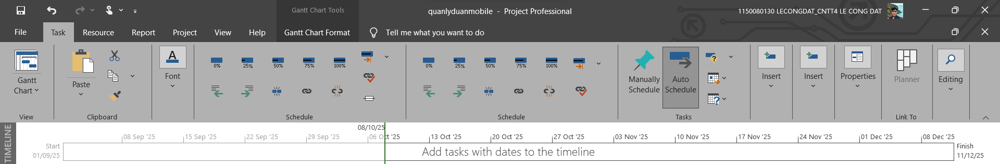 Gantt Chart Tools
quanlyduanmobile - Project Professional
1150080130 LECONGDAT_CNTT4 LE CONG DAT
File Task Resource Report Project View Help Gantt Chart Format Tell me what you want to do
Gantt
Chart
View
Paste
Clipboard
A
Font
0% 25% 50% 75% 100%
Schedule
0% 25% 50% 75% 100%
Schedule
Manually
Schedule
Auto
Schedule
Tasks
Insert
Insert
Properties
Planner
Link To
Editing
TIMELINE
08/10/25
08 Sep '25 15 Sep '25 22 Sep '25 29 Sep '25 06 Oct '25 13 Oct '25 20 Oct '25 27 Oct '25 03 Nov '25 10 Nov '25 17 Nov '25 24 Nov '25 01 Dec '25 08 Dec '25
Start
01/09/25
Add tasks with dates to the timeline
Finish
11/12/25